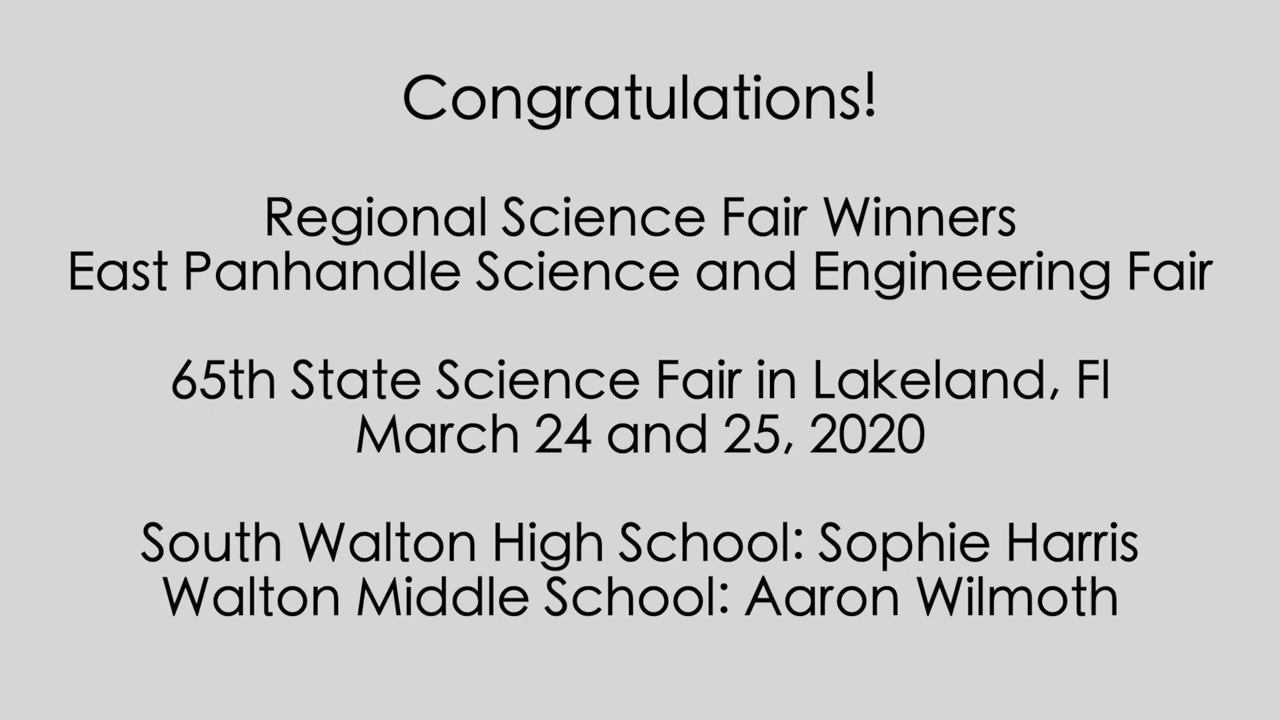 Congratulations!
Regional Science Fair Winners
East Panhandle Science and Engineering Fair
65th State Science Fair in Lakeland, Fl
March 24 and 25, 2020
South Walton High School: Sophie Harris
Walton Middle School: Aaron Wilmoth